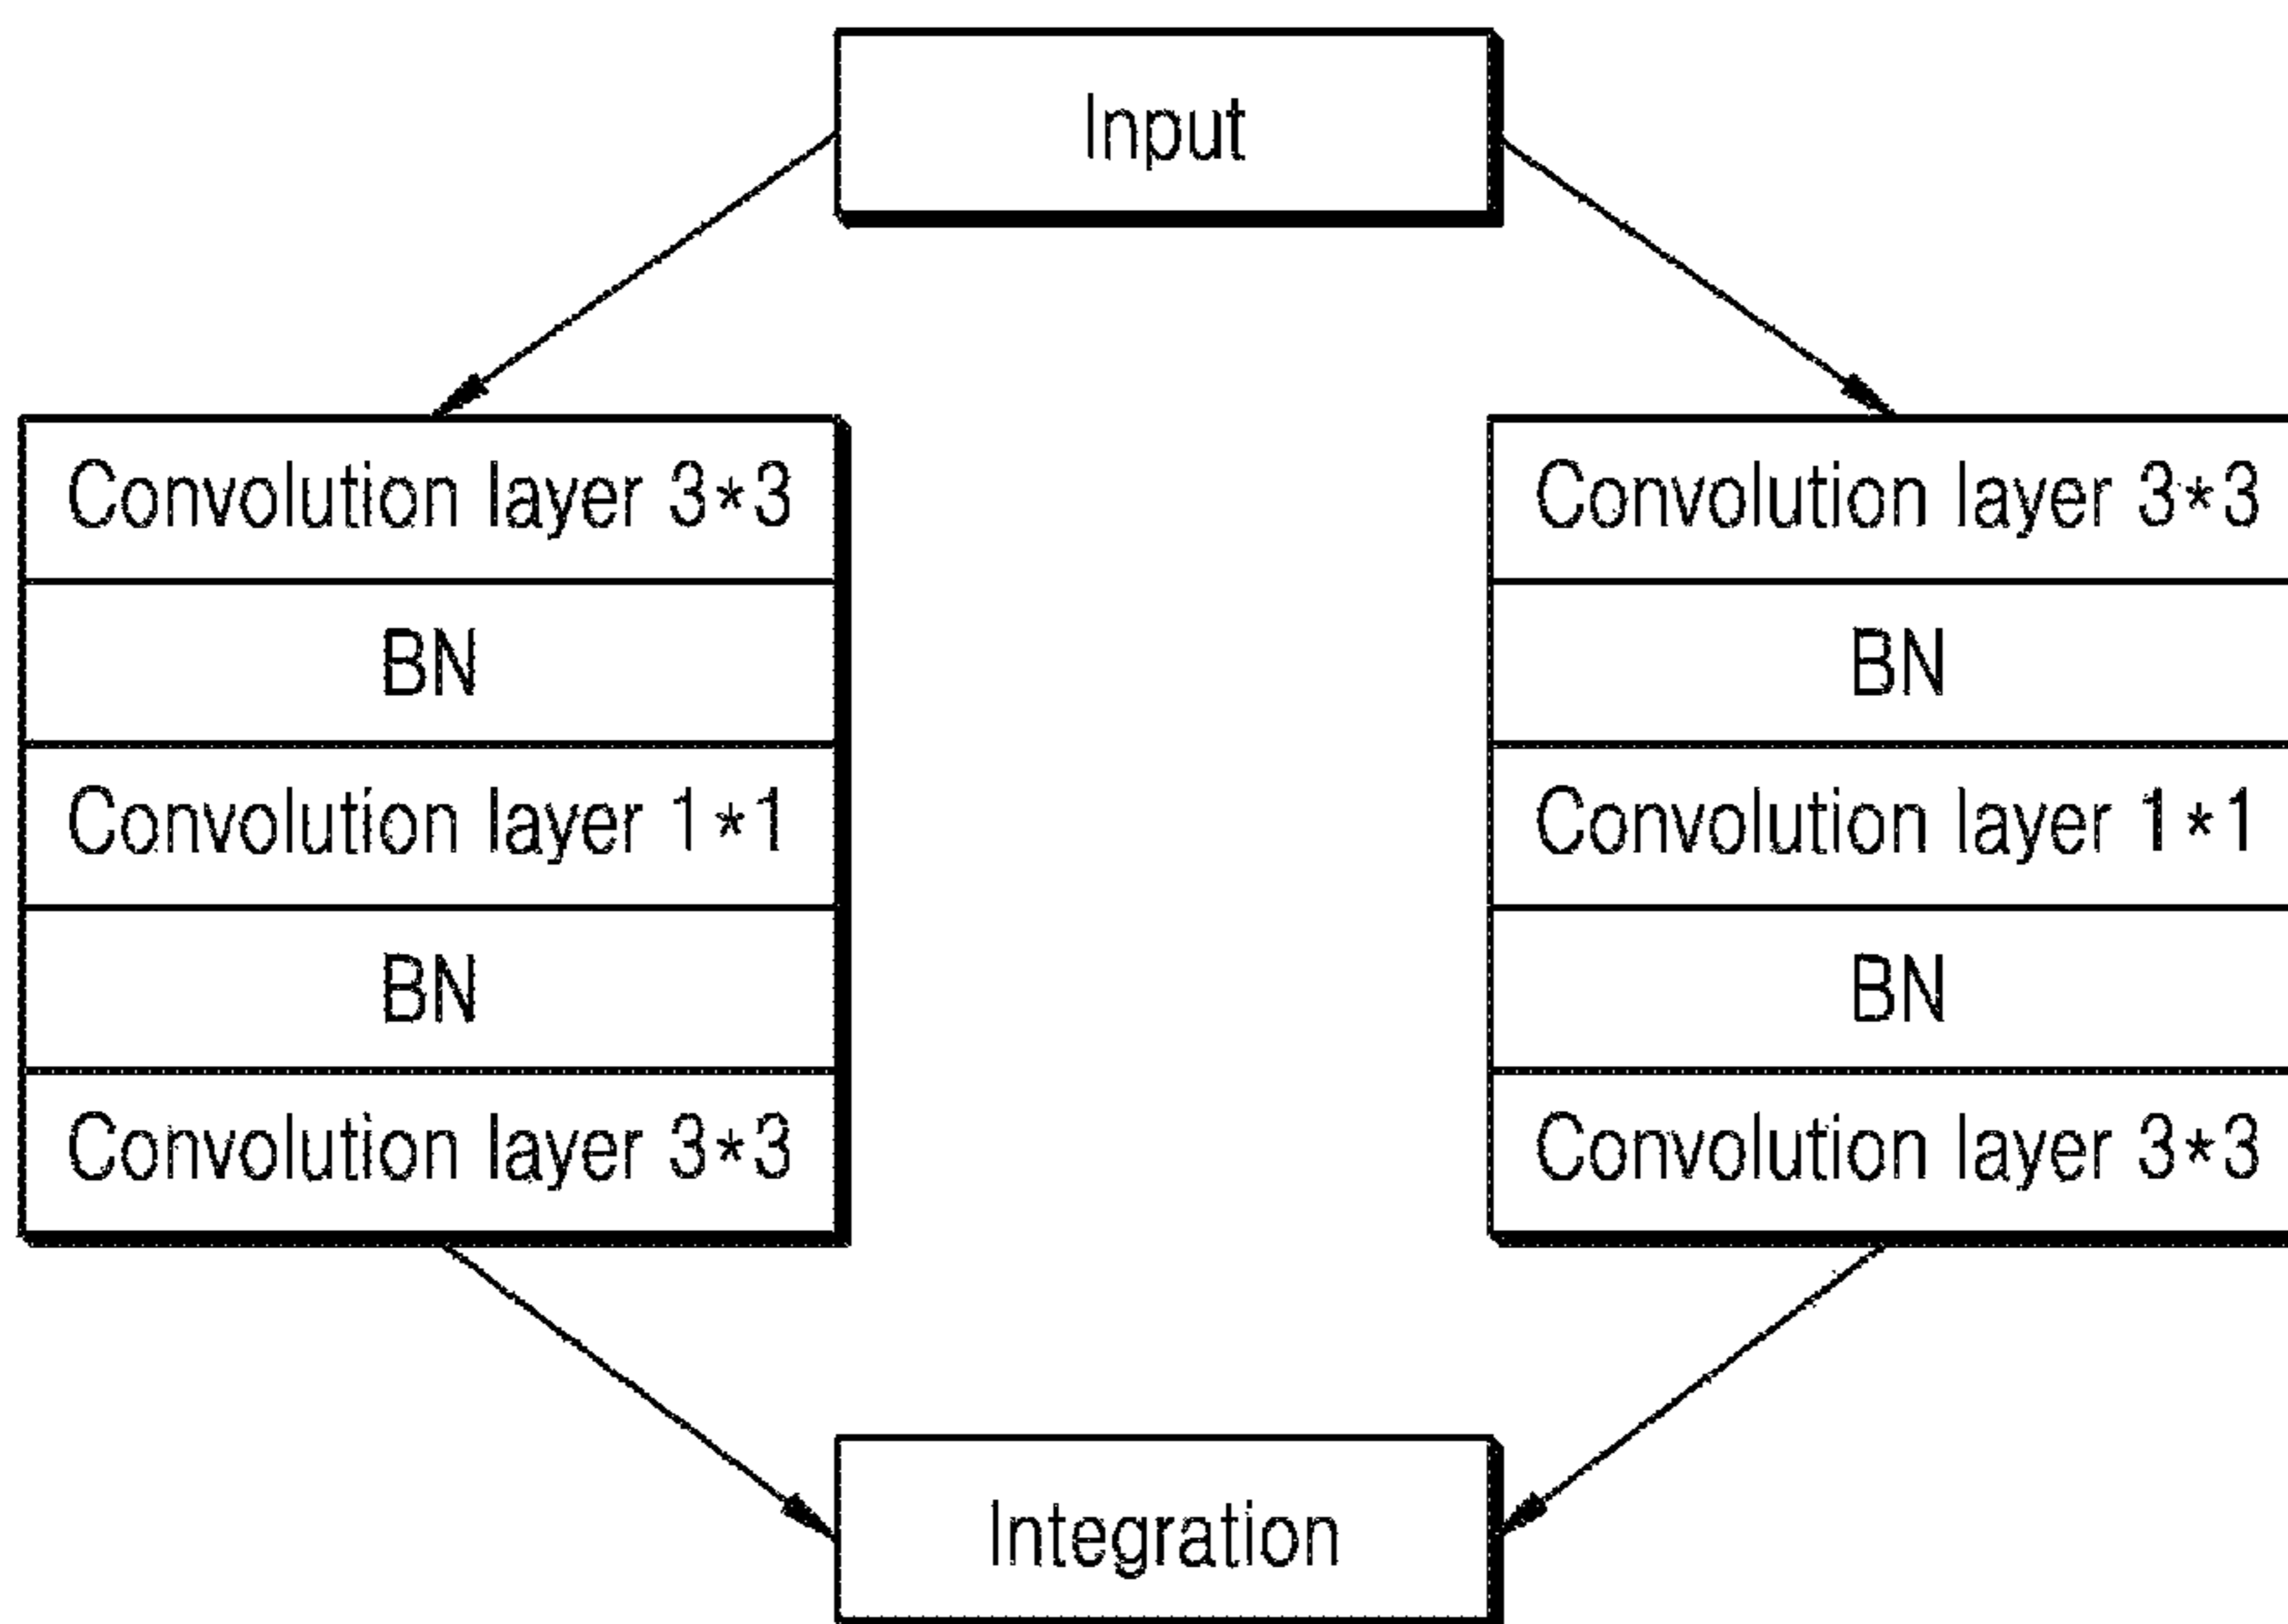 Input
Convolution layer 3*3
BN
Convolution layer 1*1
BN
Convolution layer 3*3
Convolution layer 3*3
BN
Convolution layer 1*1
BN
Convolution layer 3*3
Integration